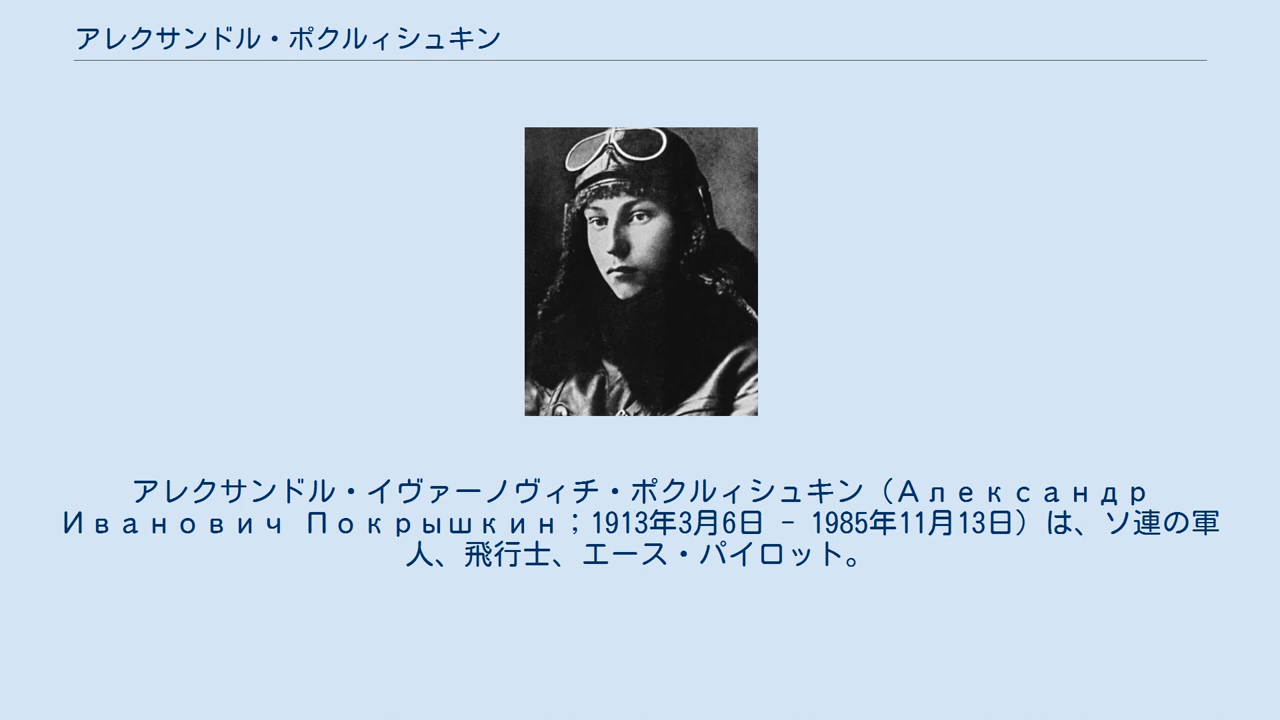 アレクサンドル・ポクルィシュキン
アレクサンドル・イヴァーノヴィチ・ポクルィシュキン（Александр
Иванович Покрышкин；1913年3月6日 － 1985年11月13日）は、ソ連の軍
人、飛行士、エース・パイロット。